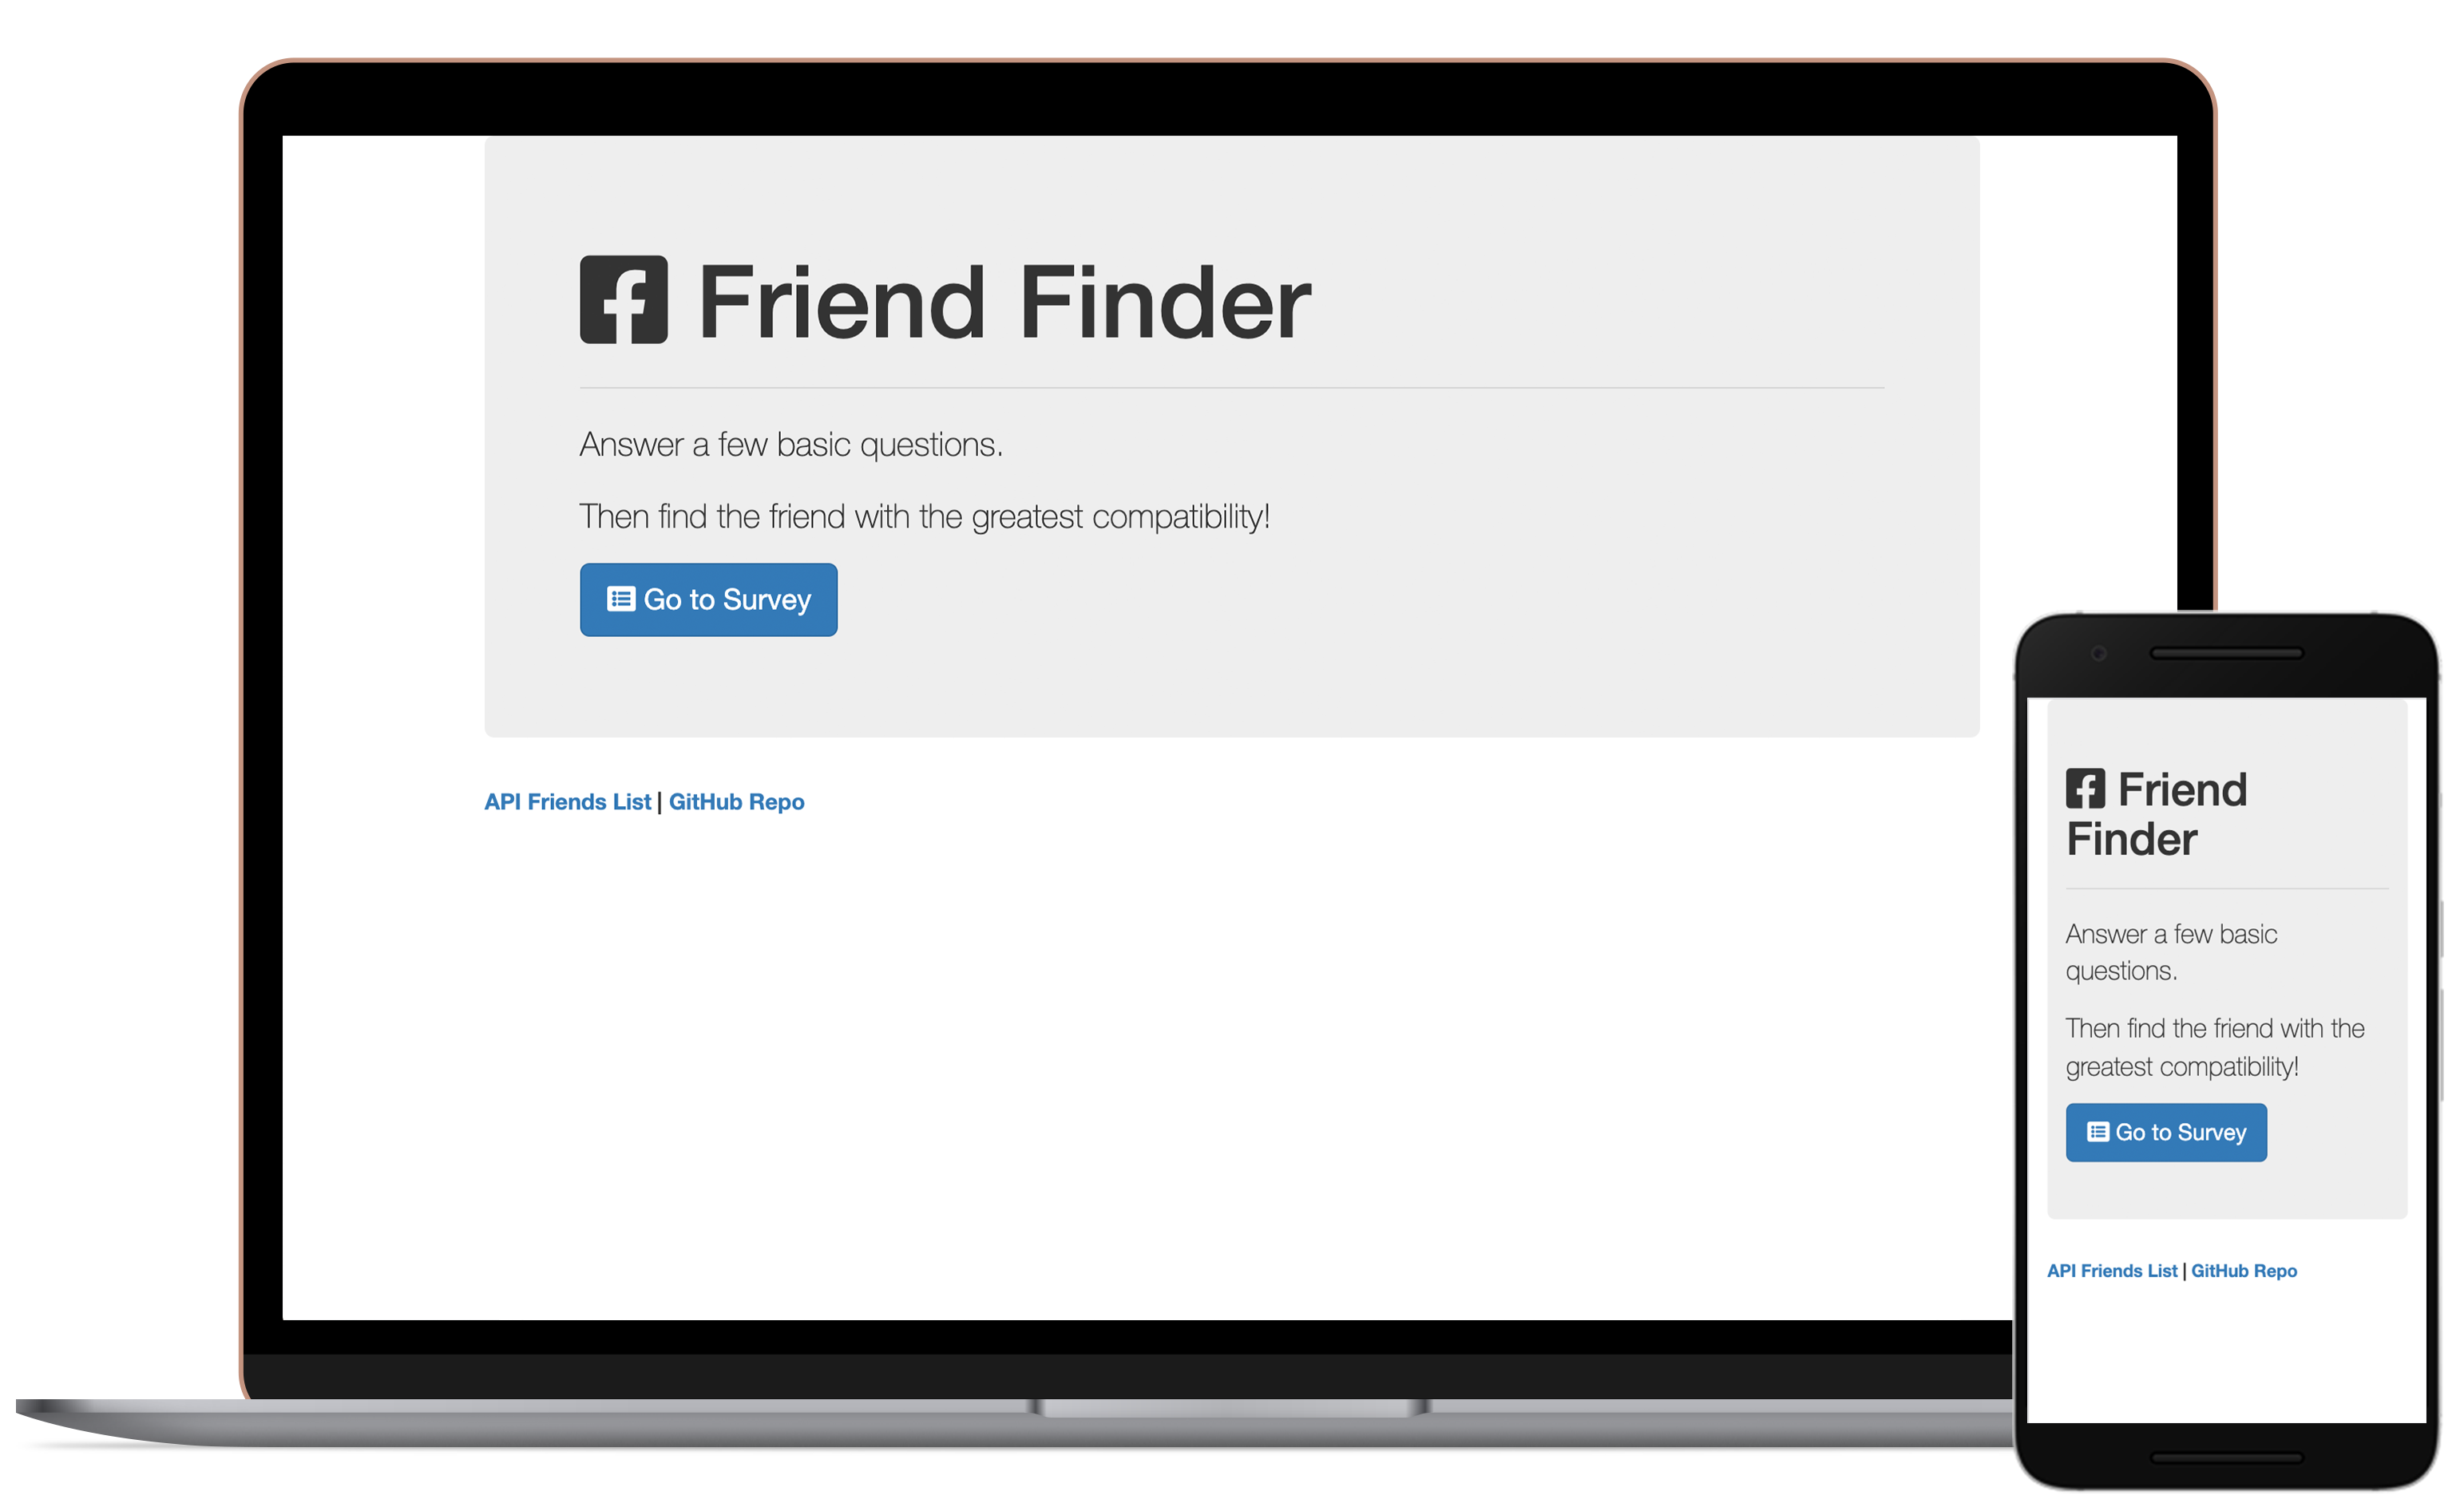 Friend Finder
Answer a few basic questions.
Then find the friend with the greatest compatibility!
Go to Survey
API Friends List | GitHub Repo
Friend
Finder
Answer a few basic
questions.
Then find the friend with the
greatest compatibility!
Go to Survey
API Friends List | GitHub Repo